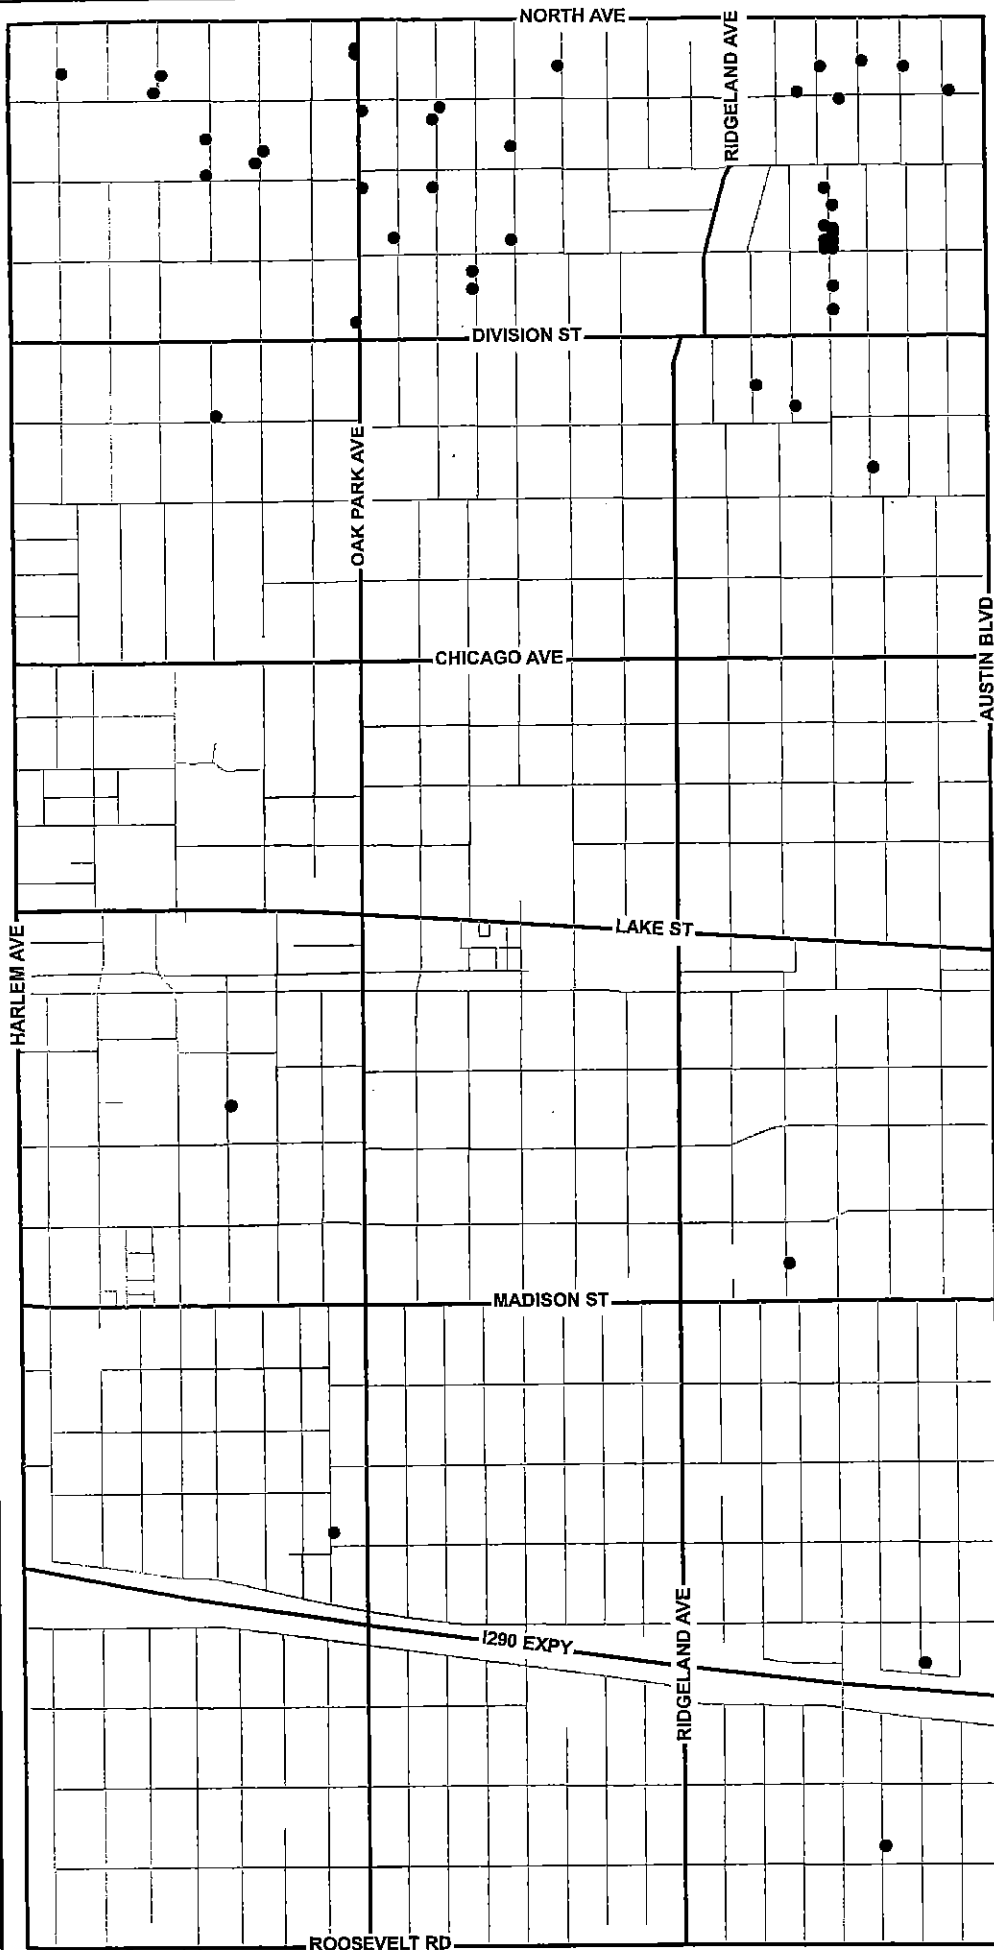 NORTH AVE
RIDGELAND AVE
DIVISION ST
OAK PARK AVE
AUSTIN BLVD
CHICAGO AVE
HARLEM AVE
LAKE ST
MADISON ST
I290 EXPY
RIDGELAND AVE
ROOSEVELT RD